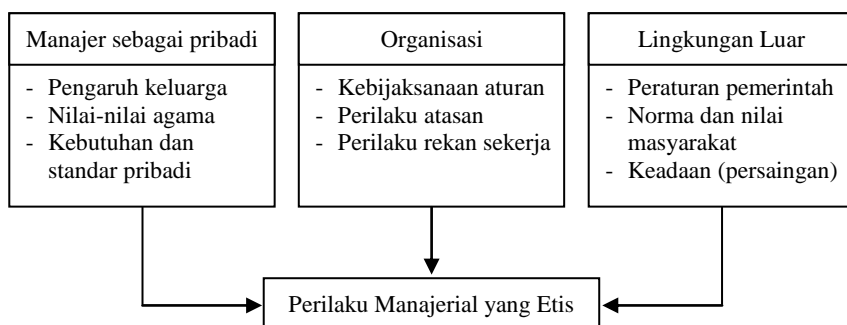 Manajer sebagai pribadi
- Pengaruh keluarga
- Nilai-nilai agama
- Kebutuhan dan
standar pribadi
Organisasi
- Kebijaksanaan aturan
- Perilaku atasan
- Perilaku rekan sekerja
Lingkungan Luar
- Peraturan pemerintah
- Norma dan nilai
masyarakat
- Keadaan (persaingan)
Perilaku Manajerial yang Etis